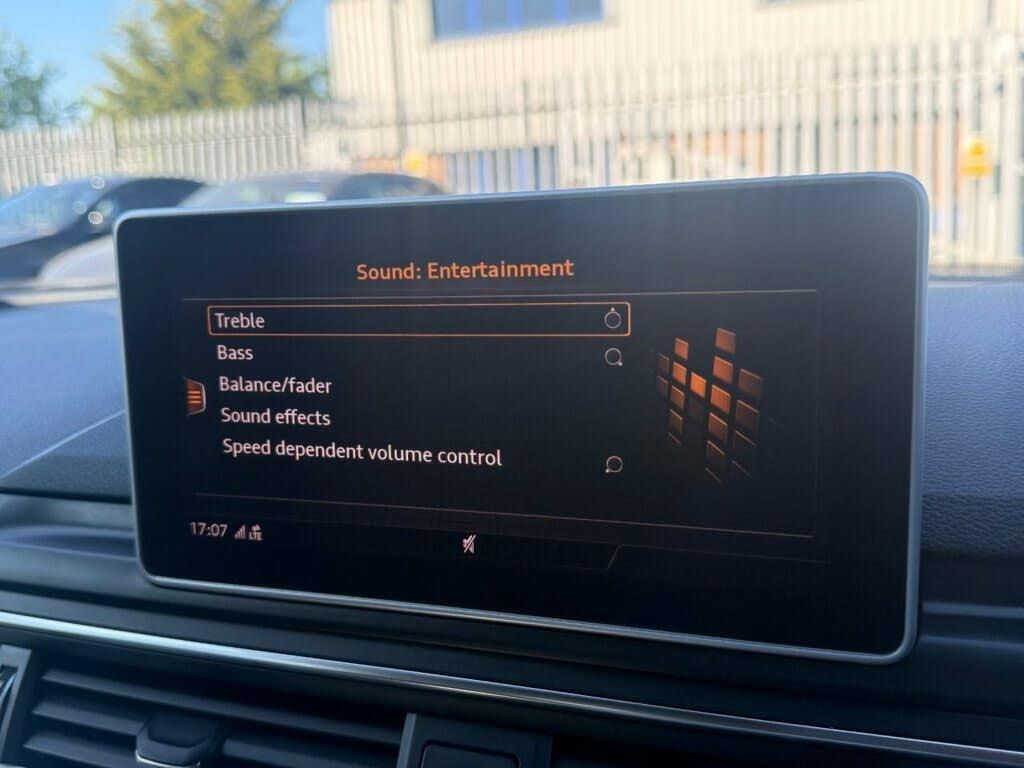 Sound: Entertainment
Treble
Bass
Balance/fader
Sound effects
Speed dependent volume control
17:07 LTE